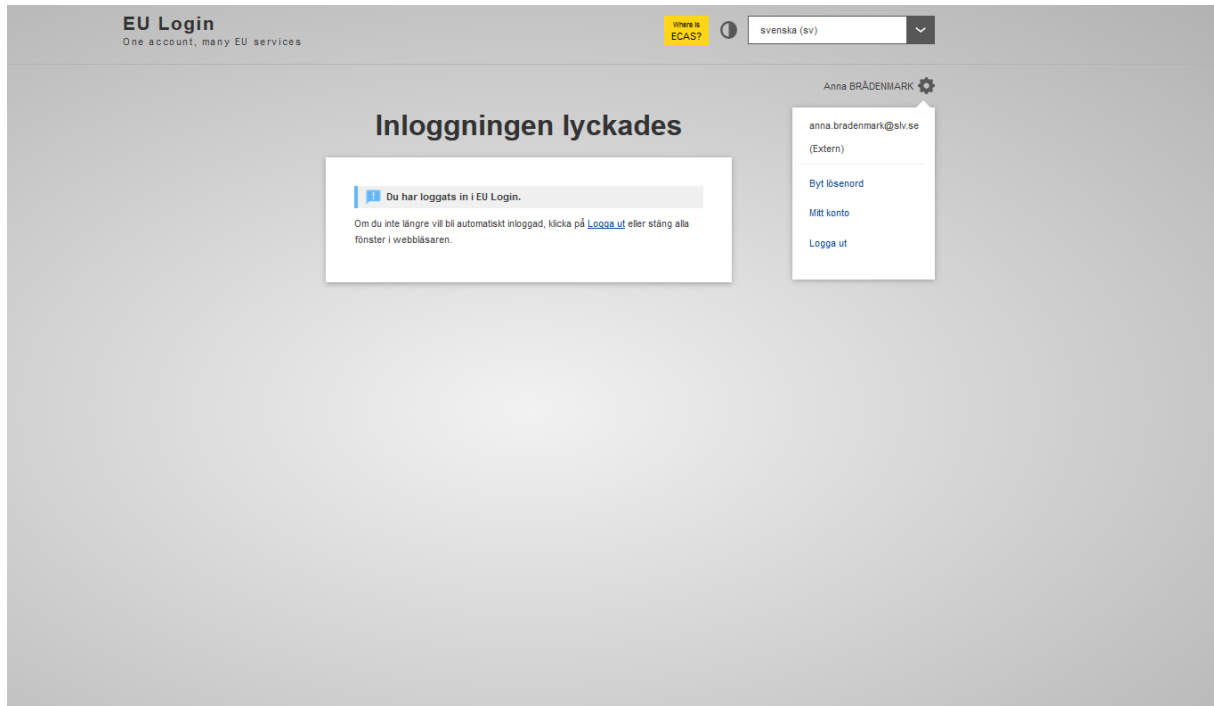 EU Login
One account, many EU services
Where is
ECAS?
svenska (sv)
Anna BRÅDENMARK
Inloggningen lyckades
anna.bradenmark@slv.se
(Extern)
Byt lösenord
Mitt konto
Logga ut
! Du har loggats in i EU Login.
Om du inte längre vill bli automatiskt inloggad, klicka på Logga ut eller stäng alla
fönster i webbläsaren.